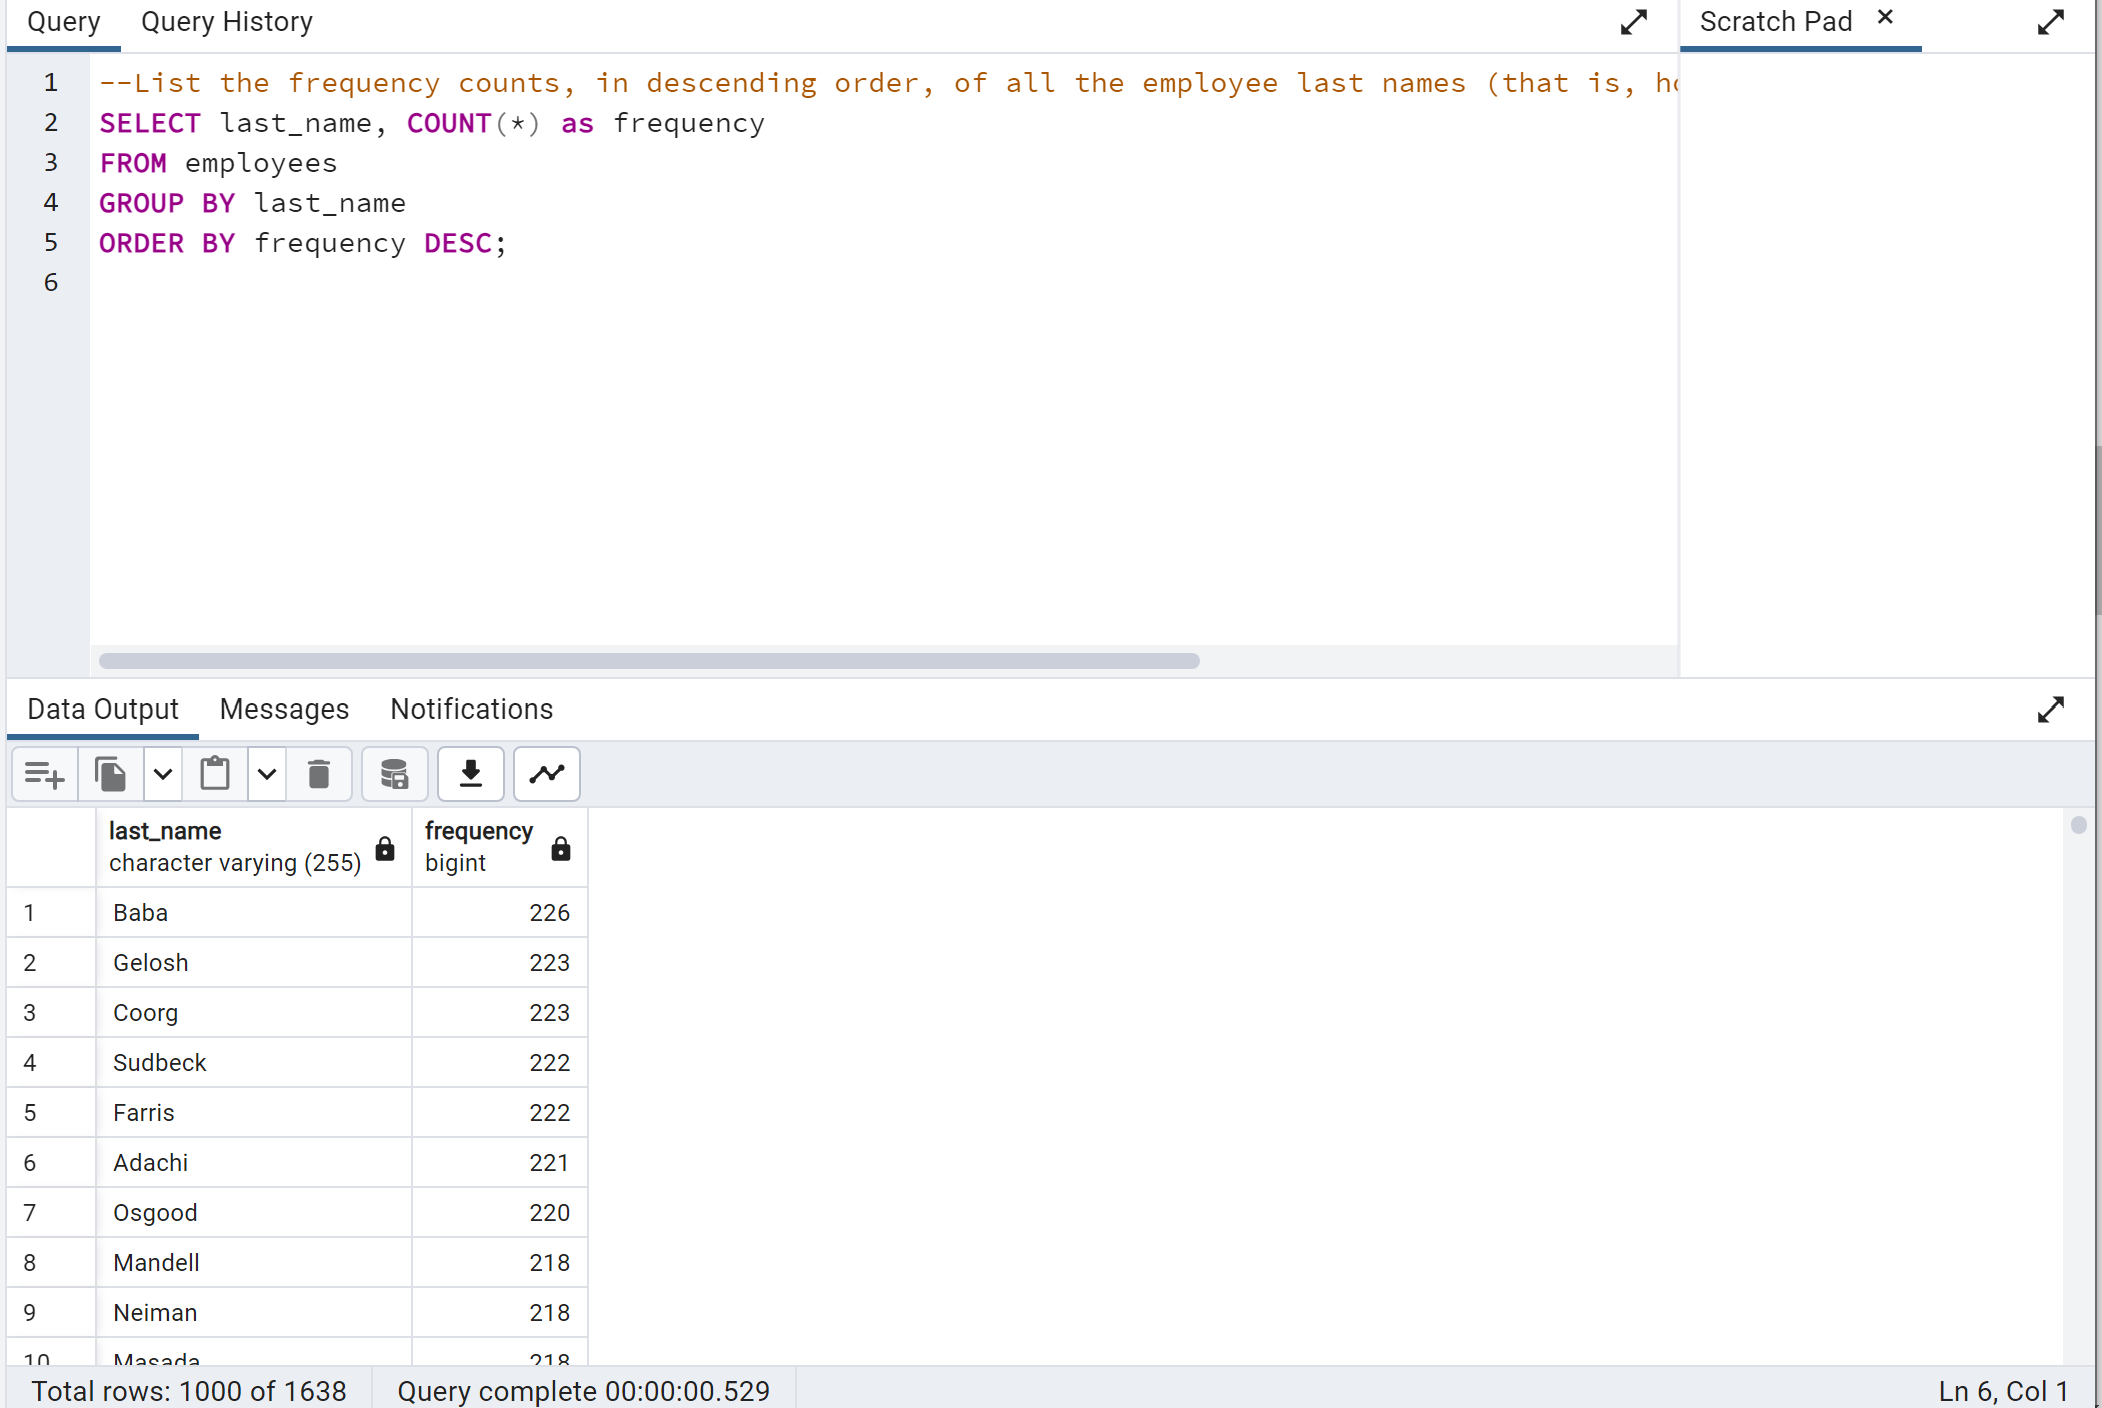 Query Query History Scratch Pad
1 --List the frequency counts, in descending order, of all the employee last names (that is,
2 SELECT last_name, COUNT(*) as frequency
3 FROM employees
4 GROUP BY last_name
5 ORDER BY frequency DESC;
6
Data Output Messages Notifications
last_name frequency
character varying (255) bigint
1 Baba 226
2 Gelosh 223
3 Coorg 223
4 Sudbeck 222
5 Farris 222
6 Adachi 221
7 Osgood 220
8 Mandell 218
9 Neiman 218
10 Masada 218
Total rows: 1000 of 1638 Query complete 00:00:00.529 Ln 6, Col 1